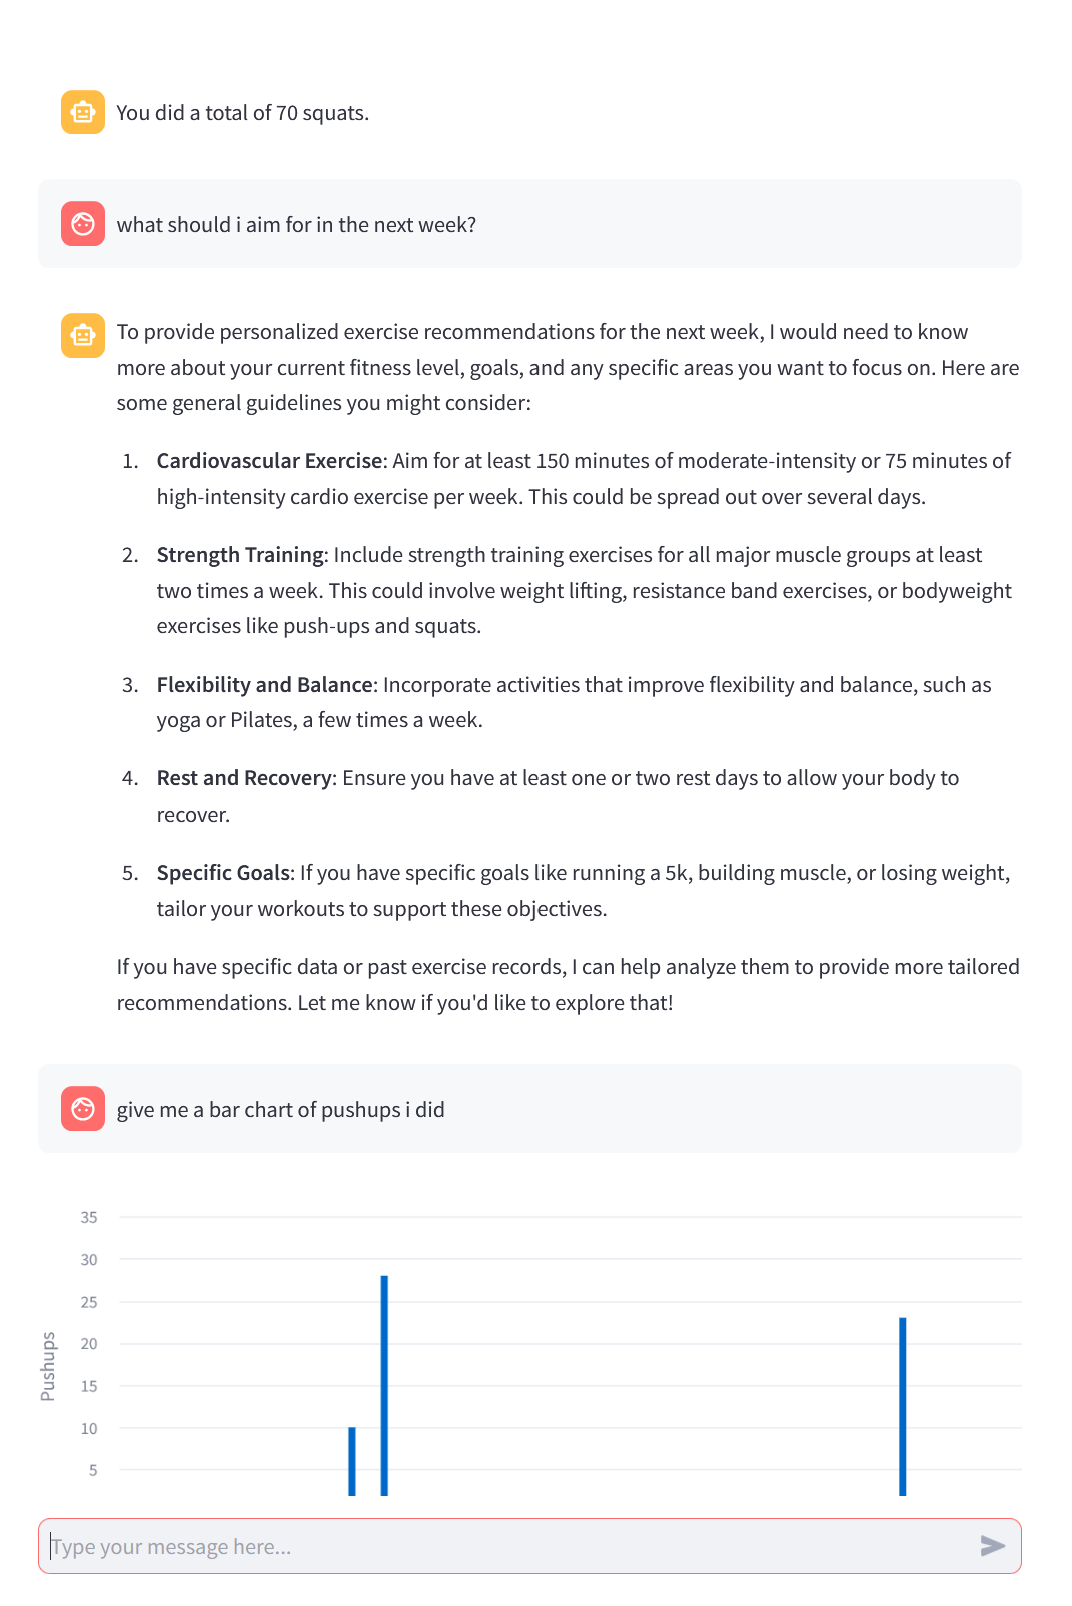 You did a total of 70 squats.
what should i aim for in the next week?
To provide personalized exercise recommendations for the next week, I would need to know
more about your current fitness level, goals, and any specific areas you want to focus on. Here are
some general guidelines you might consider:
1. Cardiovascular Exercise: Aim for at least 150 minutes of moderate-intensity or 75 minutes of
high-intensity cardio exercise per week. This could be spread out over several days.
2. Strength Training: Include strength training exercises for all major muscle groups at least
two times a week. This could involve weight lifting, resistance band exercises, or bodyweight
exercises like push-ups and squats.
3. Flexibility and Balance: Incorporate activities that improve flexibility and balance, such as
yoga or Pilates, a few times a week.
4. Rest and Recovery: Ensure you have at least one or two rest days to allow your body to
recover.
5. Specific Goals: If you have specific goals like running a 5k, building muscle, or losing weight,
tailor your workouts to support these objectives.
If you have specific data or past exercise records, I can help analyze them to provide more tailored
recommendations. Let me know if you'd like to explore that!
give me a bar chart of pushups i did
35
30
25
20
15
10
5
Pushups
Type your message here...